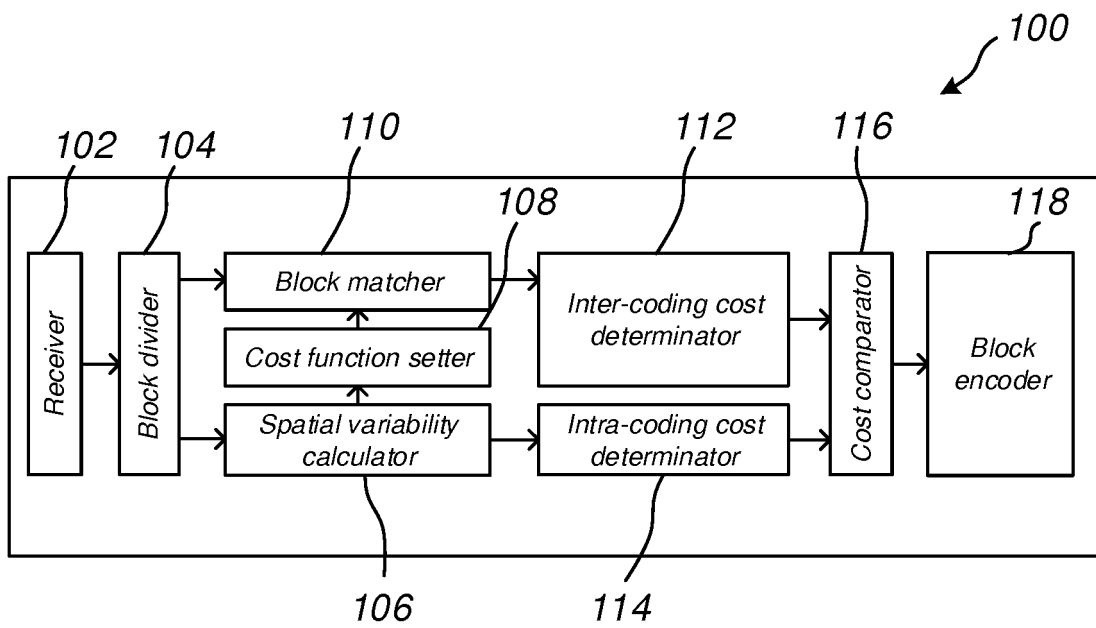 100
102
104
110
112
116
108
118
Receiver
Block divider
Block matcher
Cost function setter
Spatial variability
calculator
Inter-coding cost
determinator
Intra-coding cost
determinator
Cost comparator
Block
encoder
106
114